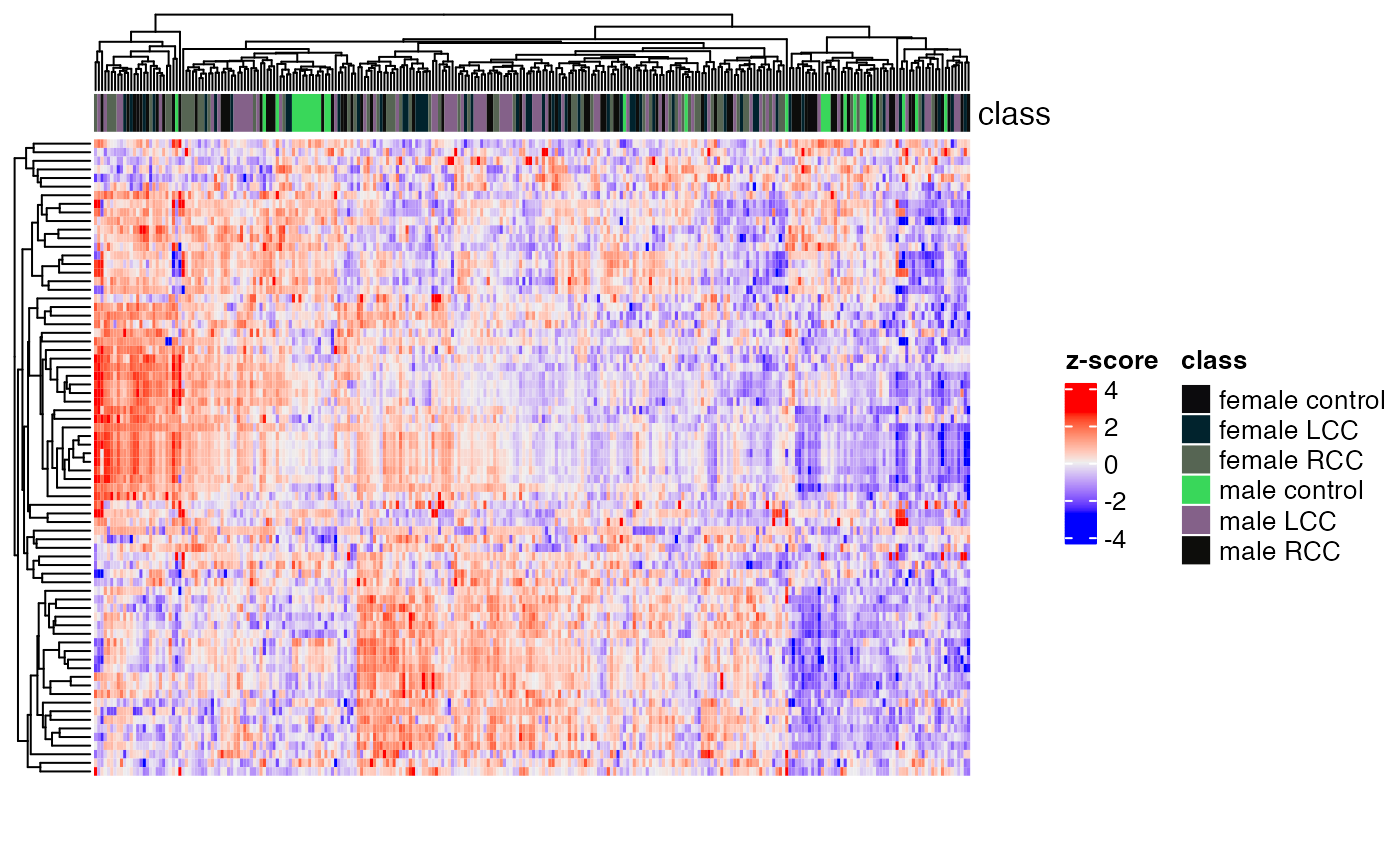 class
z-score
4
2
0
-2
-4
class
female control
female LCC
female RCC
male control
male LCC
male RCC